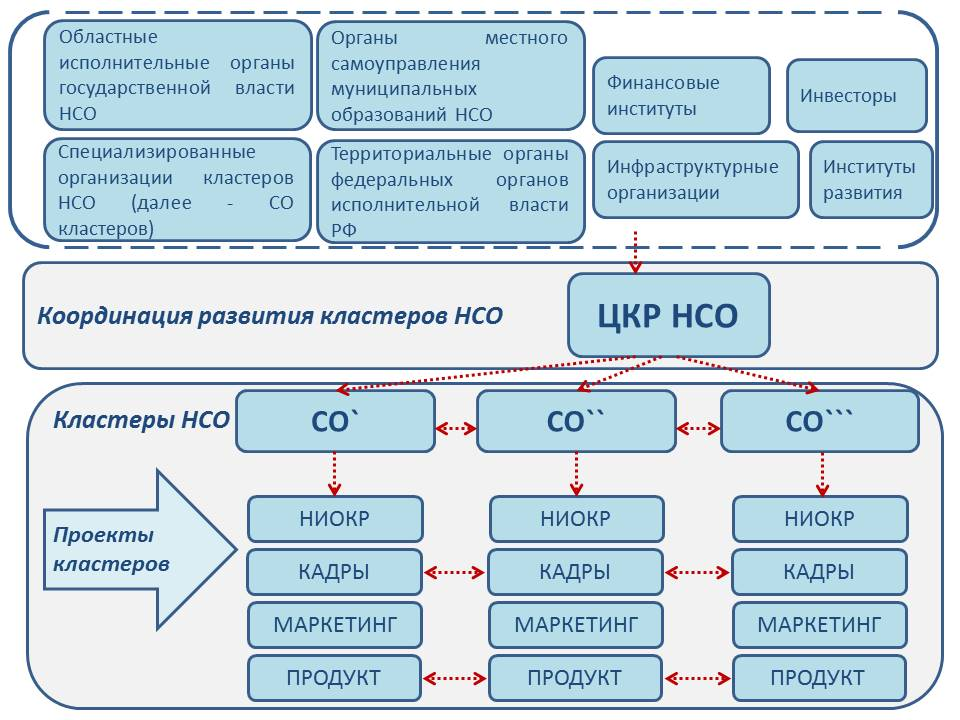 Областные
исполнительные органы
государственной власти
НСО
Органы местного
самоуправления
муниципальных
образований НСО
Финансовые
институты
Инвесторы
Специализированные
организации кластеров
НСО (далее - СО
кластеров)
Территориальные органы
федеральных органов
исполнительной власти
РФ
Инфраструктурные
организации
Институты
развития
Координация развития кластеров НСО
ЦКР НСО
Кластеры НСО
СО`
СО``
СО```
Проекты
кластеров
НИОКР
НИОКР
НИОКР
КАДРЫ
КАДРЫ
КАДРЫ
МАРКЕТИНГ
МАРКЕТИНГ
МАРКЕТИНГ
ПРОДУКТ
ПРОДУКТ
ПРОДУКТ